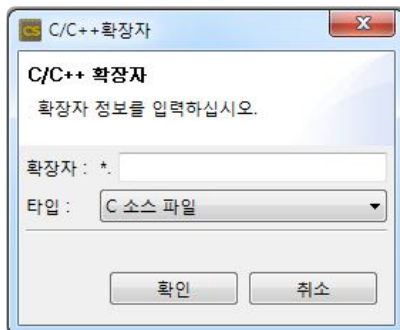 CS C/C++확장자
C/C++ 확장자
확장자 정보를 입력하십시오.
확장자 : *.
타입 : C 소스 파일
확인 취소